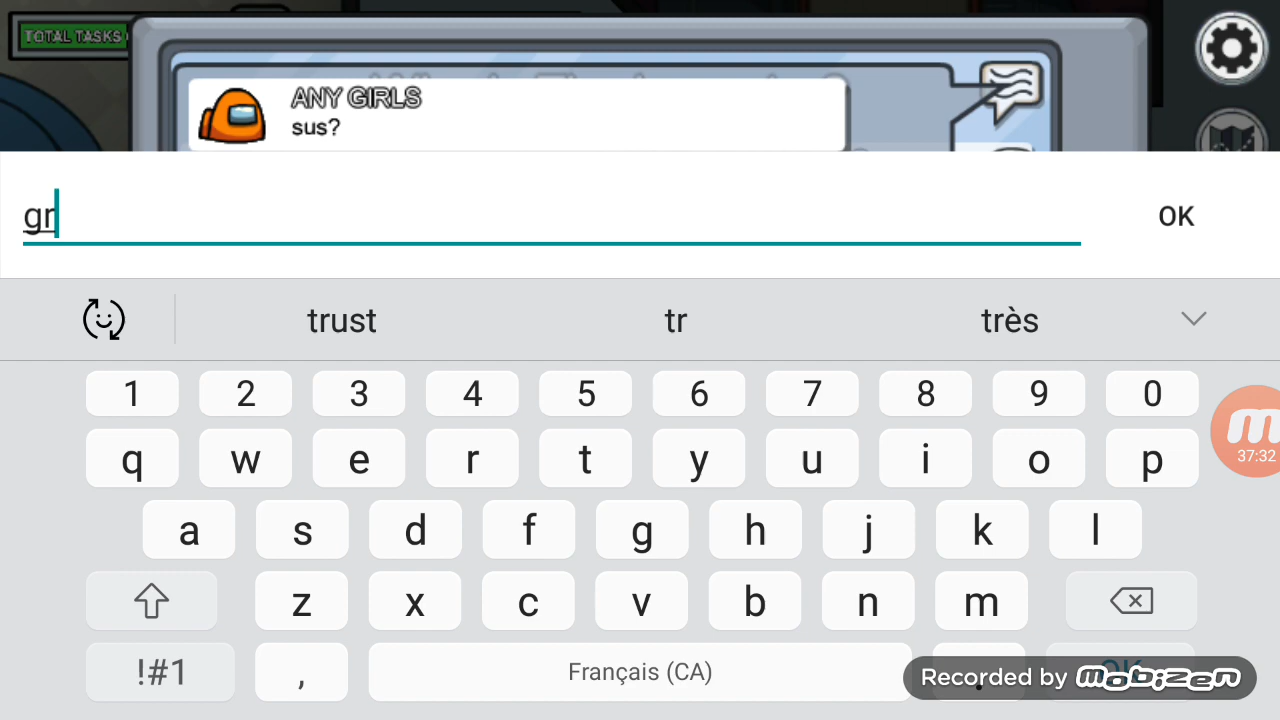 TOTAL TASKS
ANY GIRLS
sus?
gr
OK
trust tr très
1 2 3 4 5 6 7 8 9 0
q w e r t y u i o p
37:32
a s d f g h j k l
z x c v b n m
!#1 , Français (CA) . OK
Recorded by mobizen